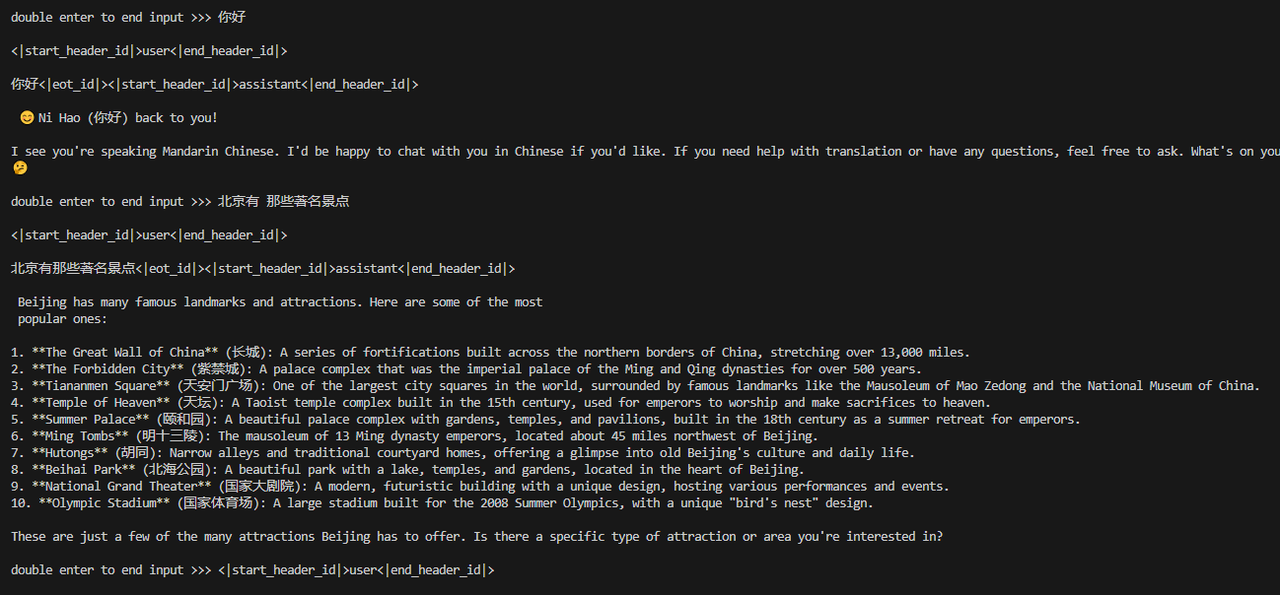 double enter to end input >>> 你好
<|start_header_id|>user<|end_header_id|>
你好<|eot_id|><|start_header_id|>assistant<|end_header_id|>
😊 Ni Hao (你好) back to you!
I see you're speaking Mandarin Chinese. I'd be happy to chat with you in Chinese if you'd like. If you need help with translation or have any questions, feel free to ask. What's on you
🤔
double enter to end input >>> 北京有 那些著名景点
<|start_header_id|>user<|end_header_id|>
北京有那些著名景点<|eot_id|><|start_header_id|>assistant<|end_header_id|>
Beijing has many famous landmarks and attractions. Here are some of the most
popular ones:
1. **The Great Wall of China** (长城): A series of fortifications built across the northern borders of China, stretching over 13,000 miles.
2. **The Forbidden City** (紫禁城): A palace complex that was the imperial palace of the Ming and Qing dynasties for over 500 years.
3. **Tiananmen Square** (天安门广场): One of the largest city squares in the world, surrounded by famous landmarks like the Mausoleum of Mao Zedong and the National Museum of China.
4. **Temple of Heaven** (天坛): A Taoist temple complex built in the 15th century, used for emperors to worship and make sacrifices to heaven.
5. **Summer Palace** (颐和园): A beautiful palace complex with gardens, temples, and pavilions, built in the 18th century as a summer retreat for emperors.
6. **Ming Tombs** (明十三陵): The mausoleum of 13 Ming dynasty emperors, located about 45 miles northwest of Beijing.
7. **Hutongs** (胡同): Narrow alleys and traditional courtyard homes, offering a glimpse into old Beijing's culture and daily life.
8. **Beihai Park** (北海公园): A beautiful park with a lake, temples, and gardens, located in the heart of Beijing.
9. **National Grand Theater** (国家大剧院): A modern, futuristic building with a unique design, hosting various performances and events.
10. **Olympic Stadium** (国家体育场): A large stadium built for the 2008 Summer Olympics, with a unique "bird's nest" design.
These are just a few of the many attractions Beijing has to offer. Is there a specific type of attraction or area you're interested in?
double enter to end input >>> <|start_header_id|>user<|end_header_id|>